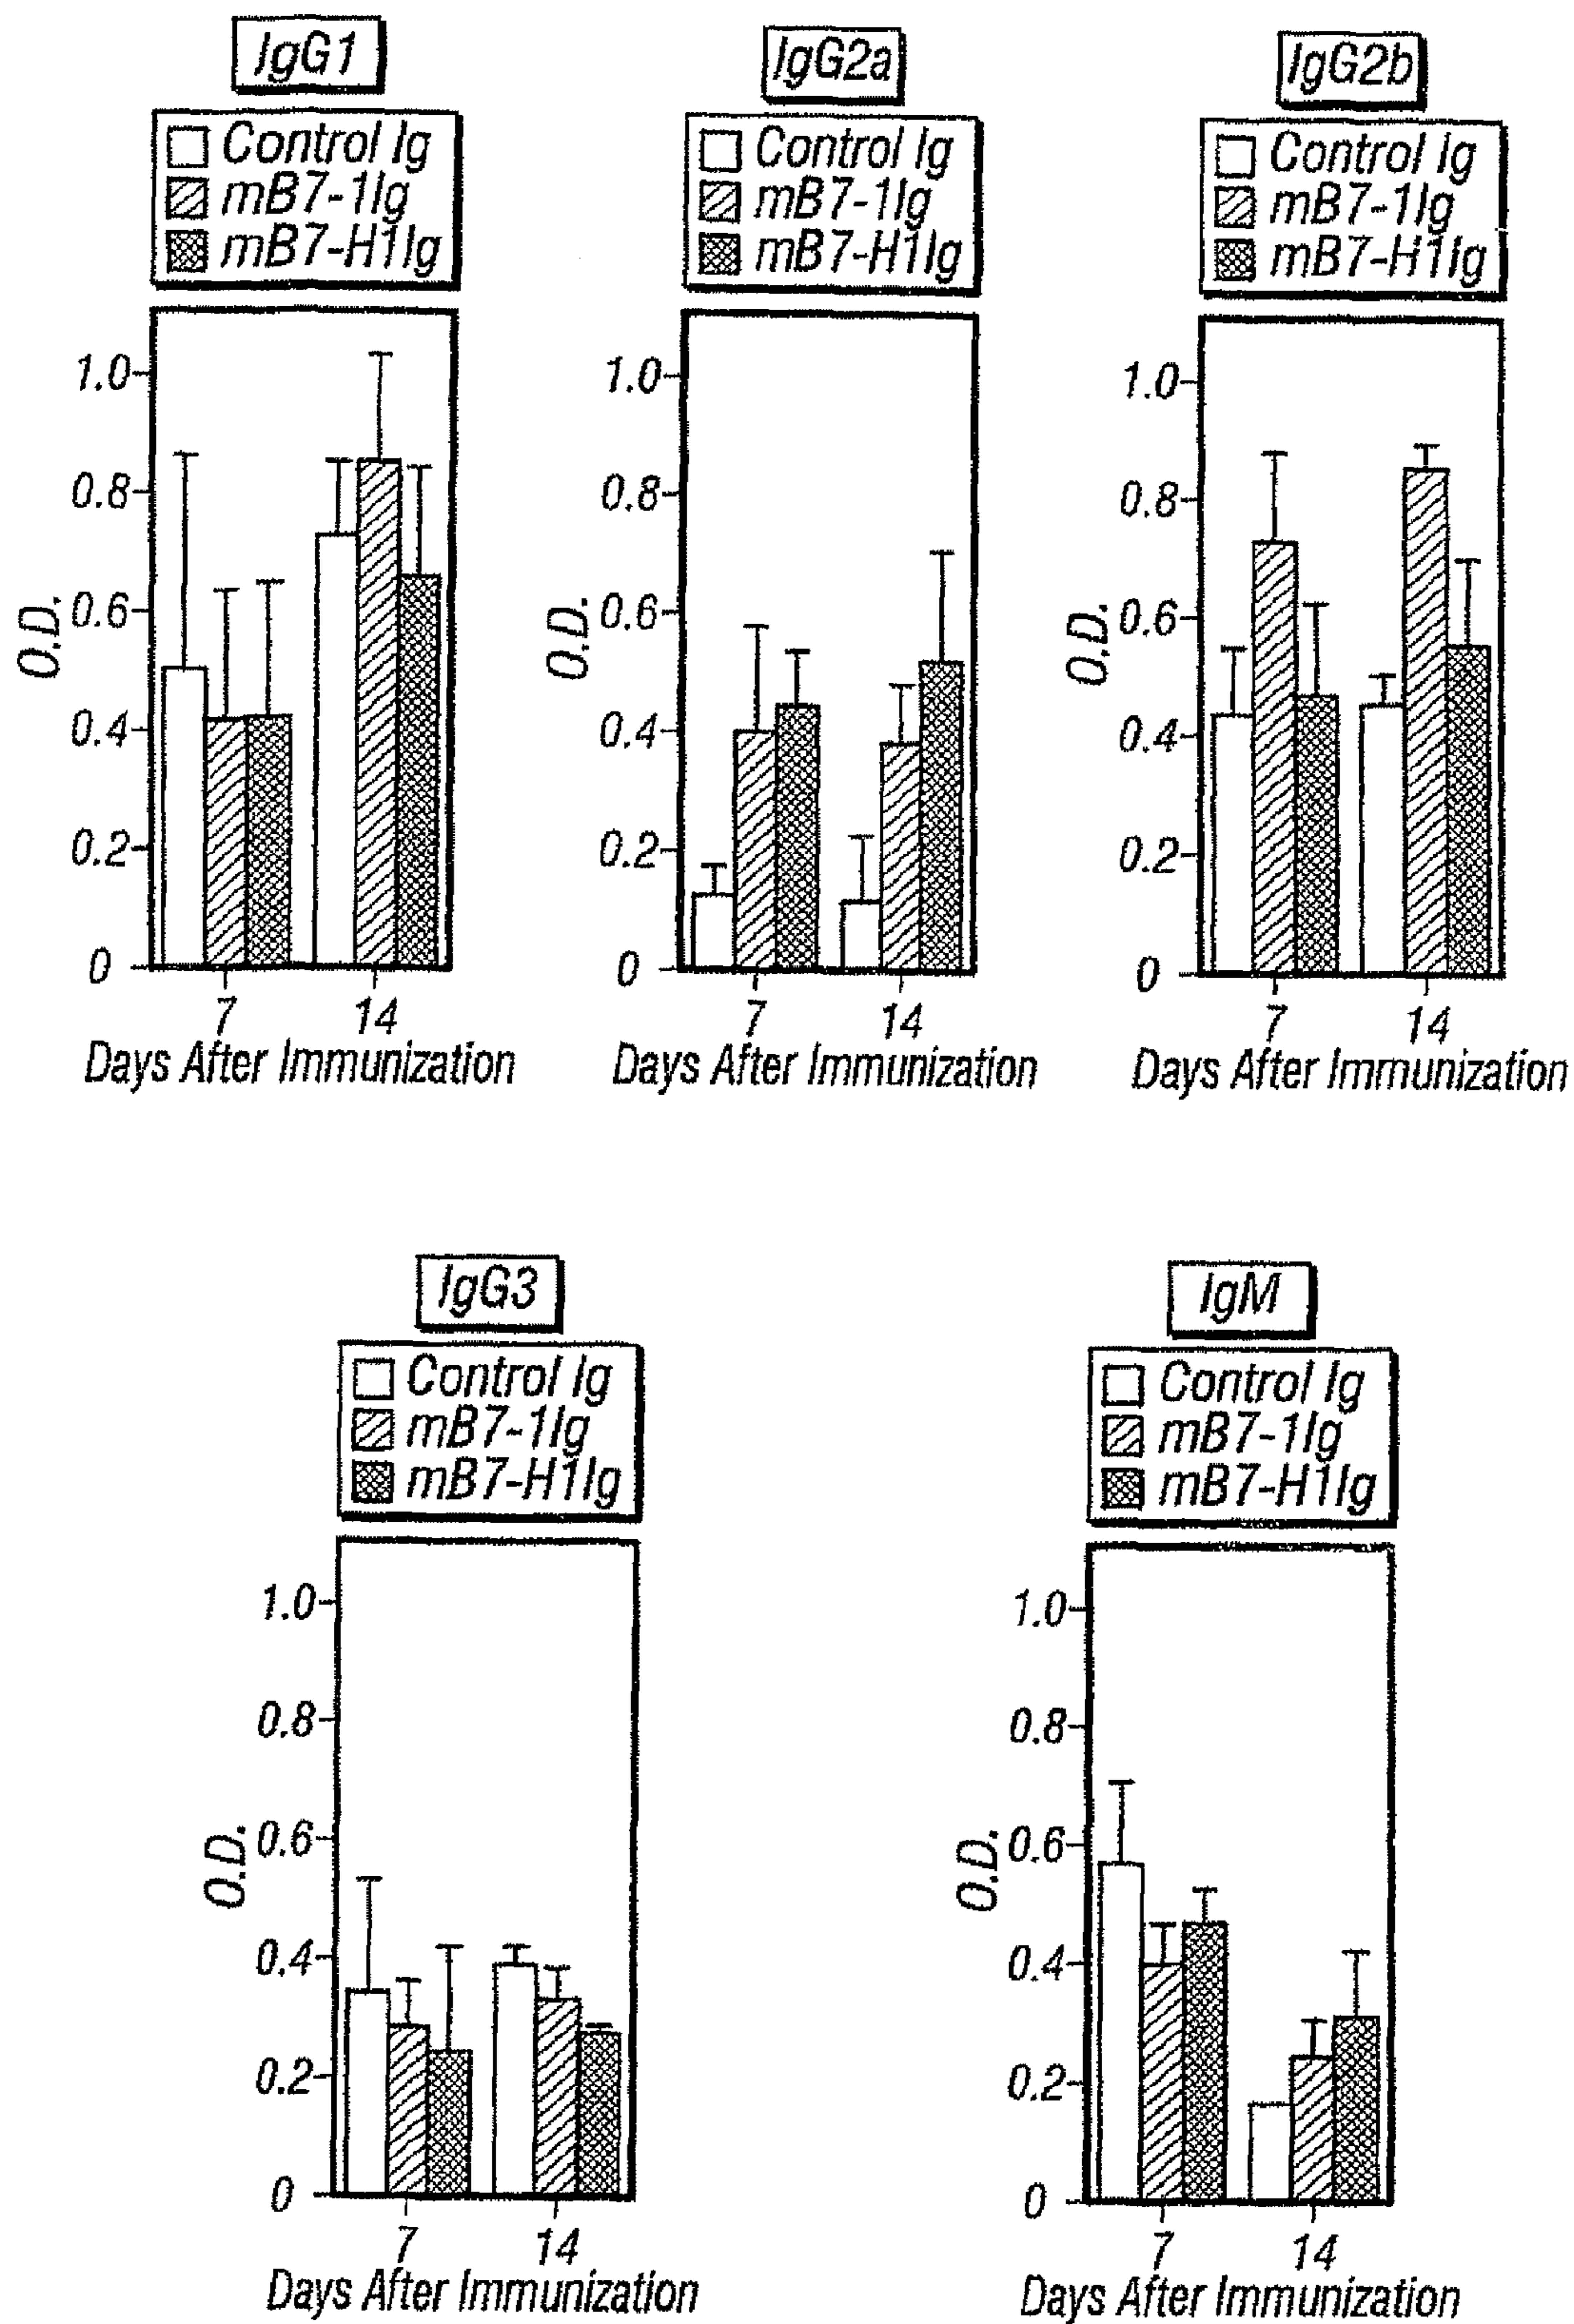 IgG1
Control Ig
mB7-1Ig
mB7-H1Ig
1.0
0.8
0.6
0.4
0.2
0
O.D.
7
14
Days After Immunization
IgG2a
Control Ig
mB7-1Ig
mB7-H1Ig
1.0
0.8
0.6
0.4
0.2
0
O.D.
7
14
Days After Immunization
IgG2b
Control Ig
mB7-1Ig
mB7-H1Ig
1.0
0.8
0.6
0.4
0.2
0
O.D.
7
14
Days After Immunization
IgG3
Control Ig
mB7-1Ig
mB7-H1Ig
1.0
0.8
0.6
0.4
0.2
0
O.D.
7
14
Days After Immunization
IgM
Control Ig
mB7-1Ig
mB7-H1Ig
1.0
0.8
0.6
0.4
0.2
0
O.D.
7
14
Days After Immunization